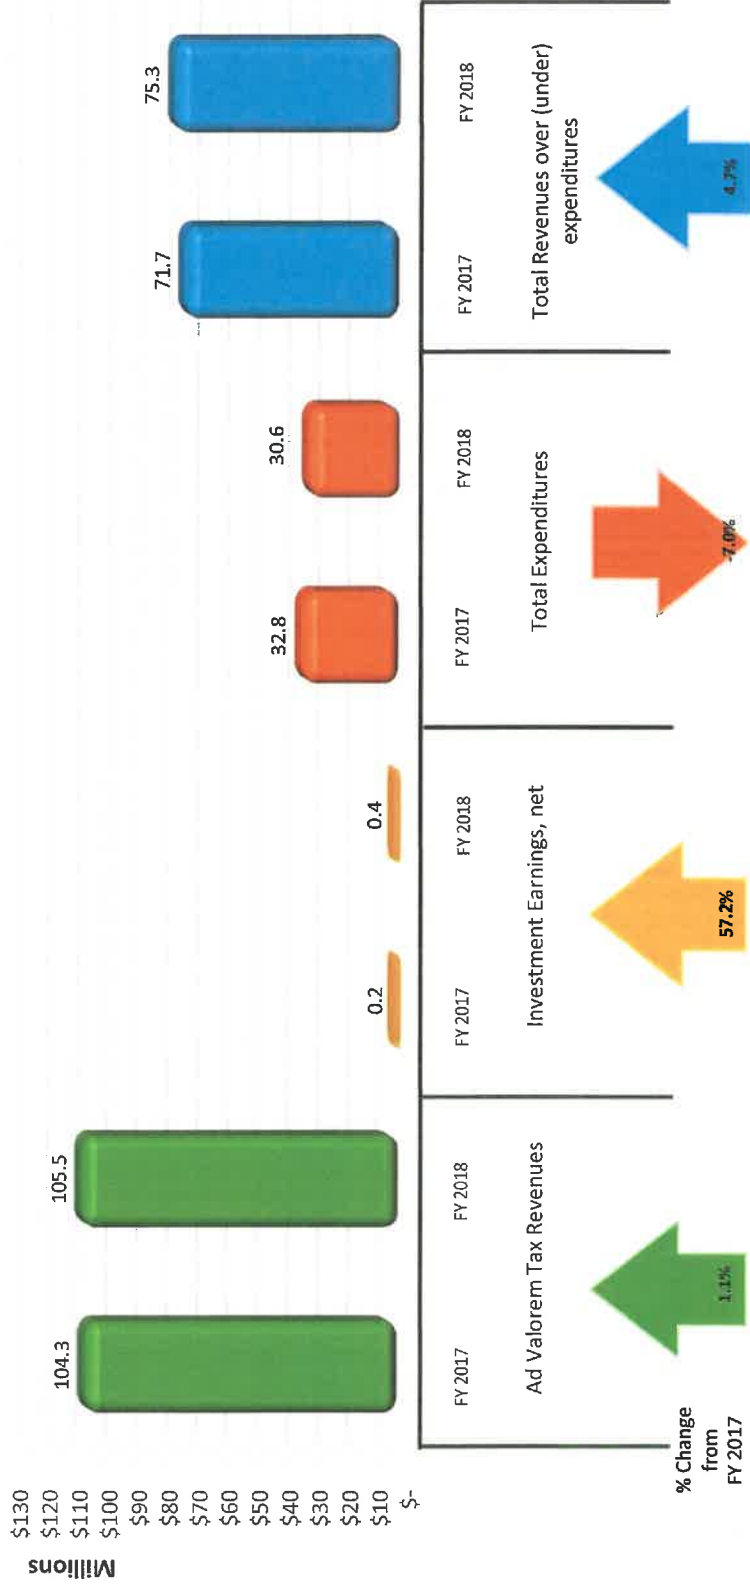 Millions
$130
$120
$110
$100
$90
$80
$70
$60
$50
$40
$30
$20
$10
$-
104.3
105.5
0.2
0.4
32.8
30.6
71.7
75.3
FY 2017
FY 2018
FY 2017
FY 2018
FY 2017
FY 2018
FY 2017
FY 2018
Ad Valorem Tax Revenues
Investment Earnings, net
Total Expenditures
Total Revenues over (under)
expenditures
% Change
from
FY 2017
1.1%
57.2%
-7.0%
4.7%